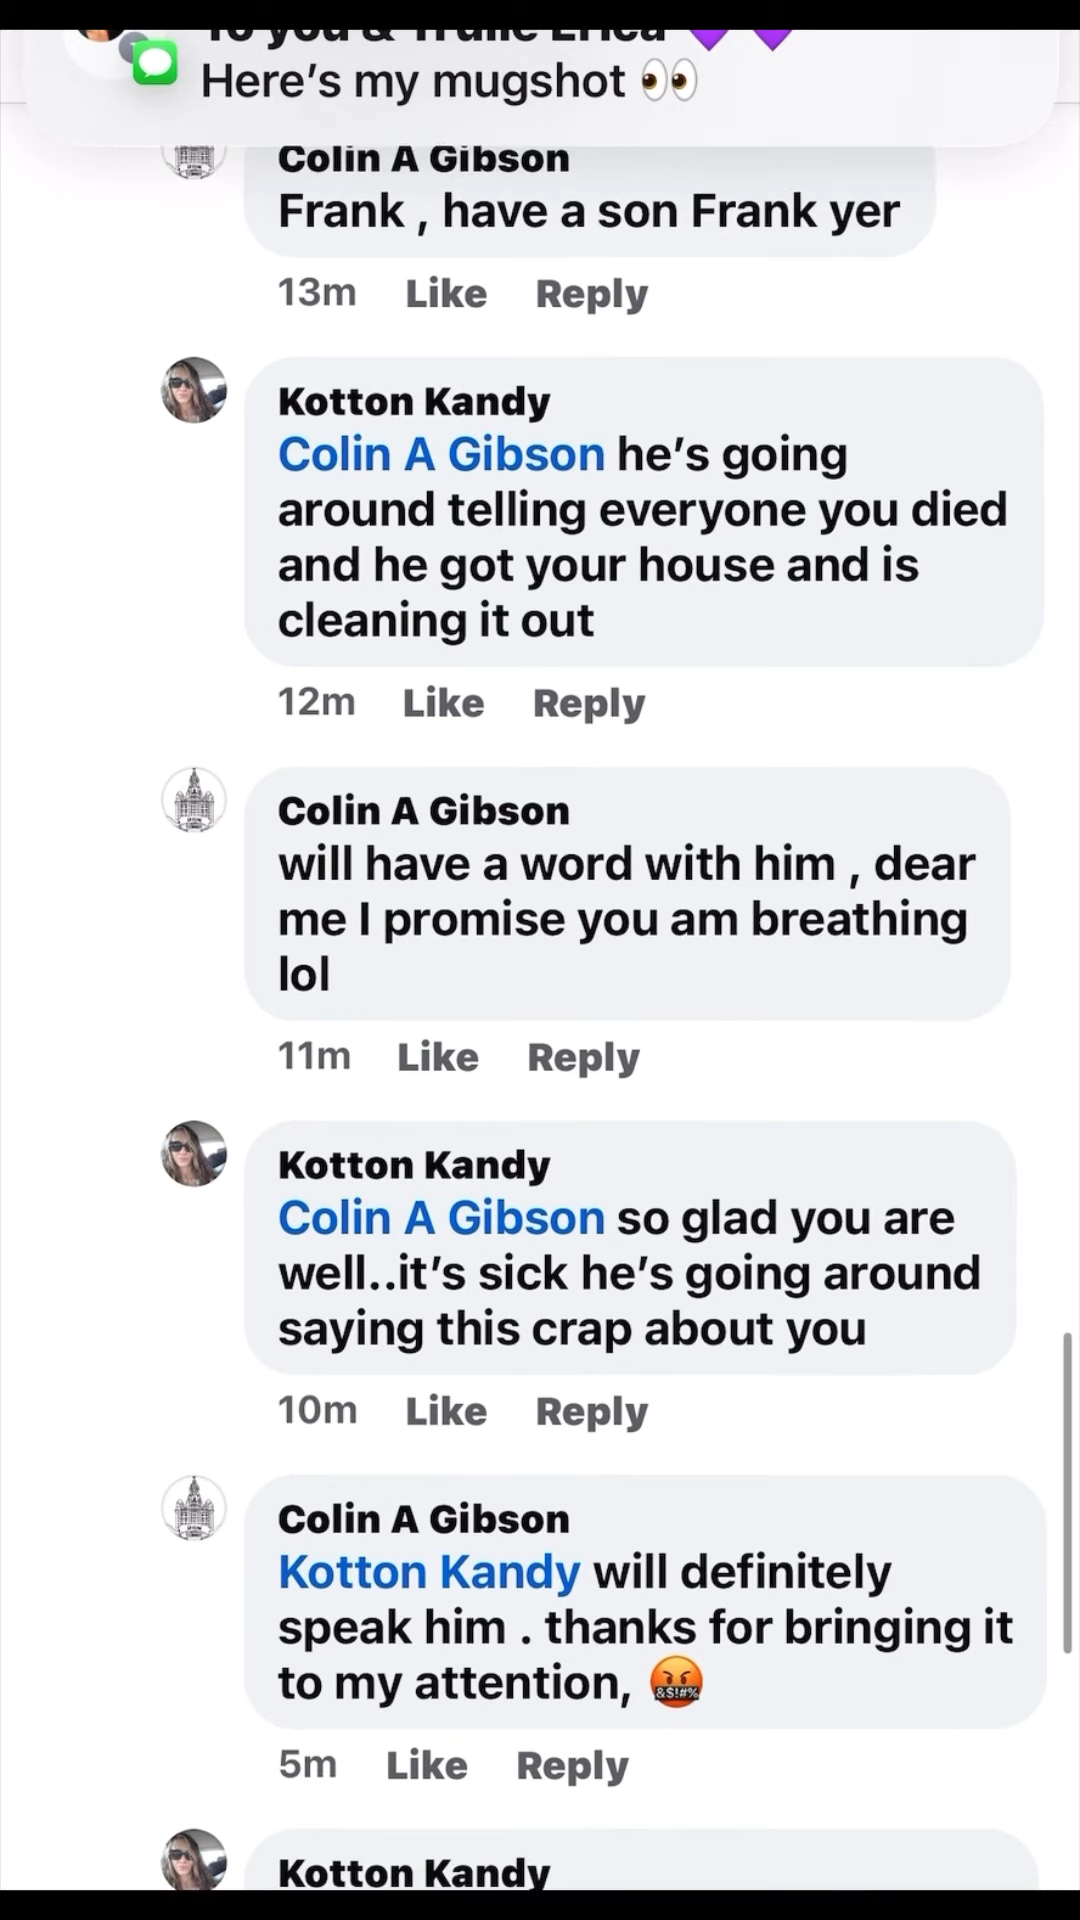 To you & Trulie Erica 💜💜
Here’s my mugshot 👀
Colin A Gibson
Frank , have a son Frank yer
13m Like Reply
Kotton Kandy
Colin A Gibson he’s going
around telling everyone you died
and he got your house and is
cleaning it out
12m Like Reply
Colin A Gibson
will have a word with him , dear
me I promise you am breathing
lol
11m Like Reply
Kotton Kandy
Colin A Gibson so glad you are
well..it’s sick he’s going around
saying this crap about you
10m Like Reply
Colin A Gibson
Kotton Kandy will definitely
speak him . thanks for bringing it
to my attention, 🤬
5m Like Reply
Kotton Kandy